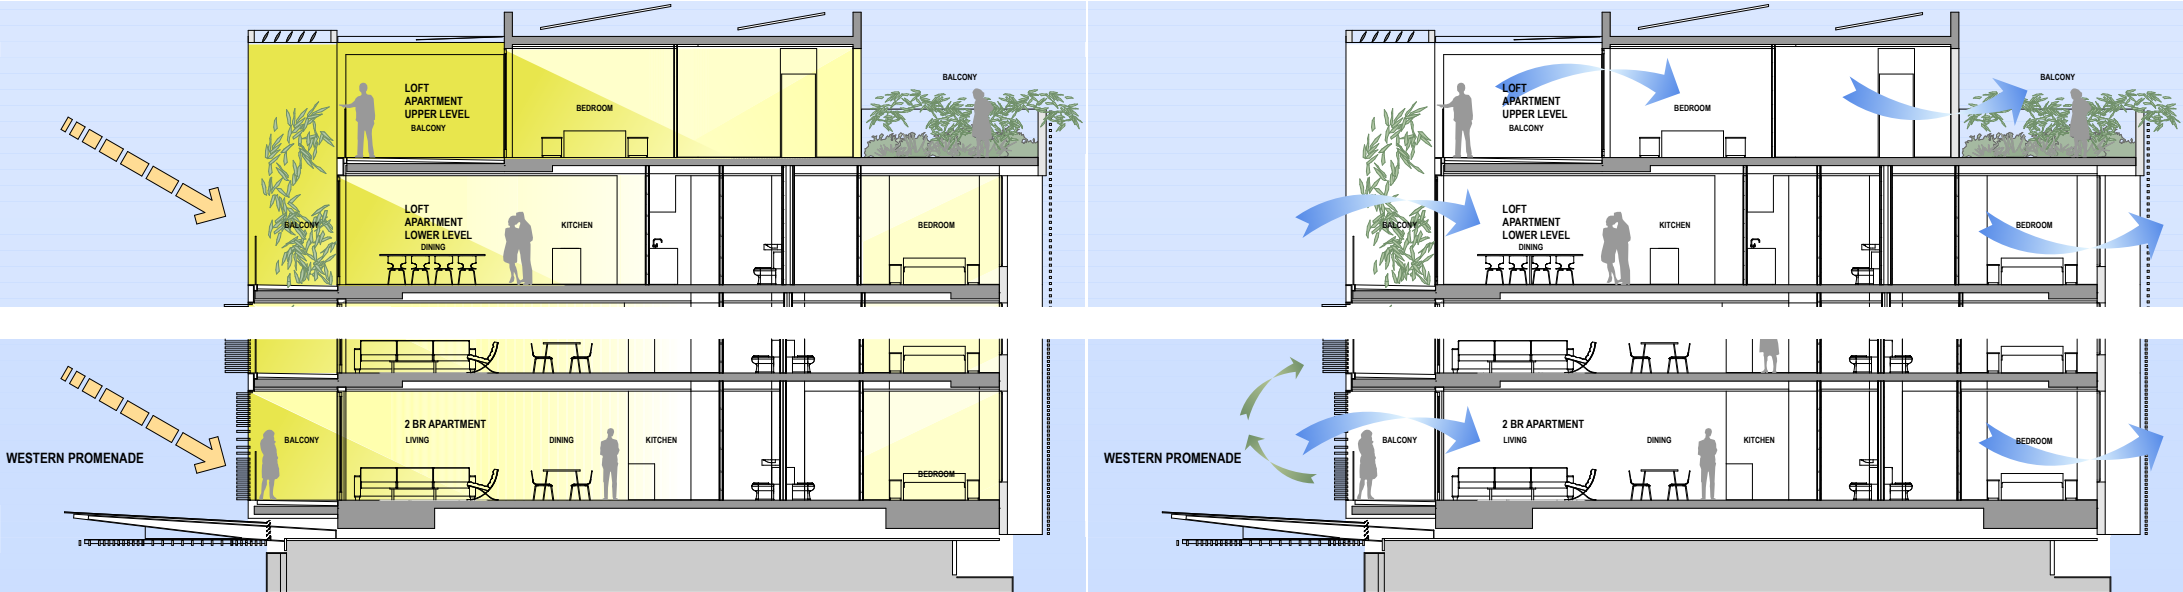 BALCONY
LOFT
APARTMENT
UPPER LEVEL
BALCONY
BEDROOM
BALCONY
LOFT
APARTMENT
LOWER LEVEL
DINING
KITCHEN
BEDROOM
2 BR APARTMENT
BALCONY
LIVING
DINING
KITCHEN
WESTERN PROMENADE
BEDROOM
BALCONY
LOFT
APARTMENT
UPPER LEVEL
BALCONY
BEDROOM
BALCONY
LOFT
APARTMENT
LOWER LEVEL
DINING
KITCHEN
BEDROOM
2 BR APARTMENT
BALCONY
LIVING
DINING
KITCHEN
BEDROOM
WESTERN PROMENADE